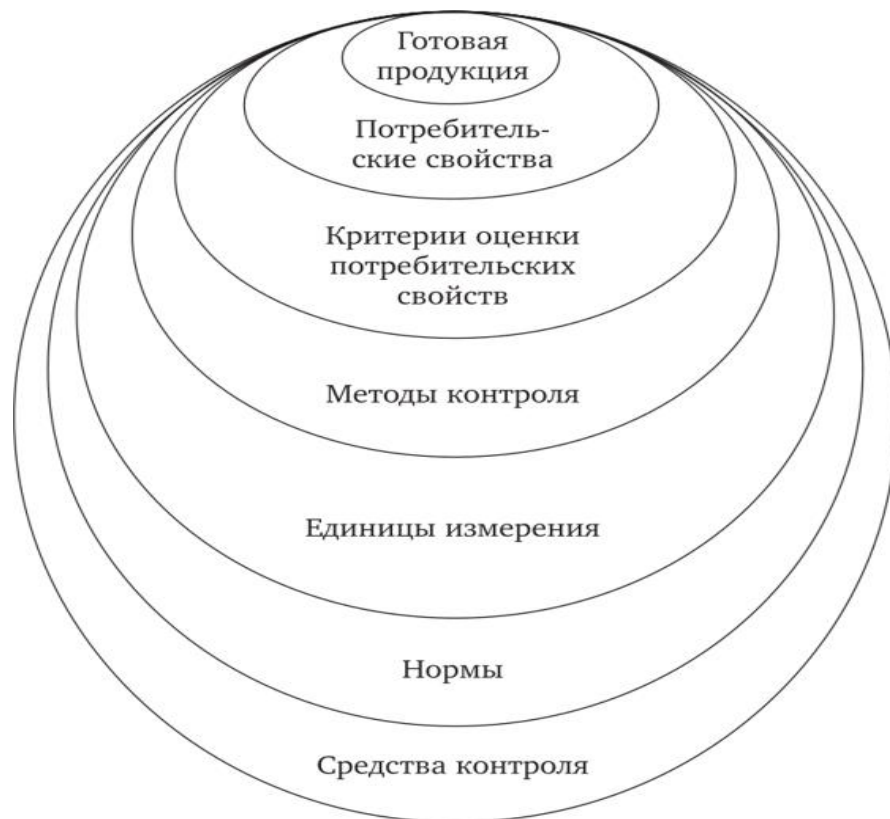 Готовая
продукция
Потребитель-
ские свойства
Критерии оценки
потребительских
свойств
Методы контроля
Единицы измерения
Нормы
Средства контроля